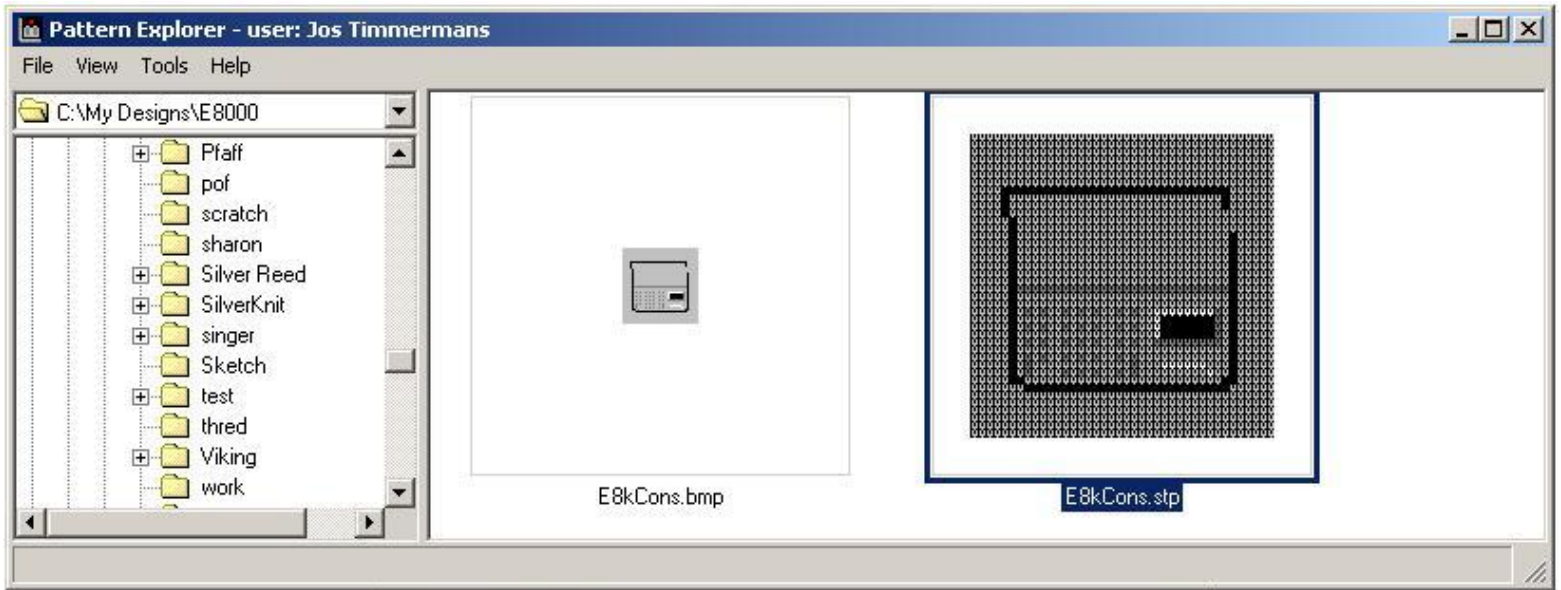 Pattern Explorer - user: Jos Timmermans
File View Tools Help
C:\My Designs\E8000
Pfaff
pof
scratch
sharon
Silver Reed
SilverKnit
singer
Sketch
test
thred
Viking
work
E8kCons.bmp
E8kCons.stp